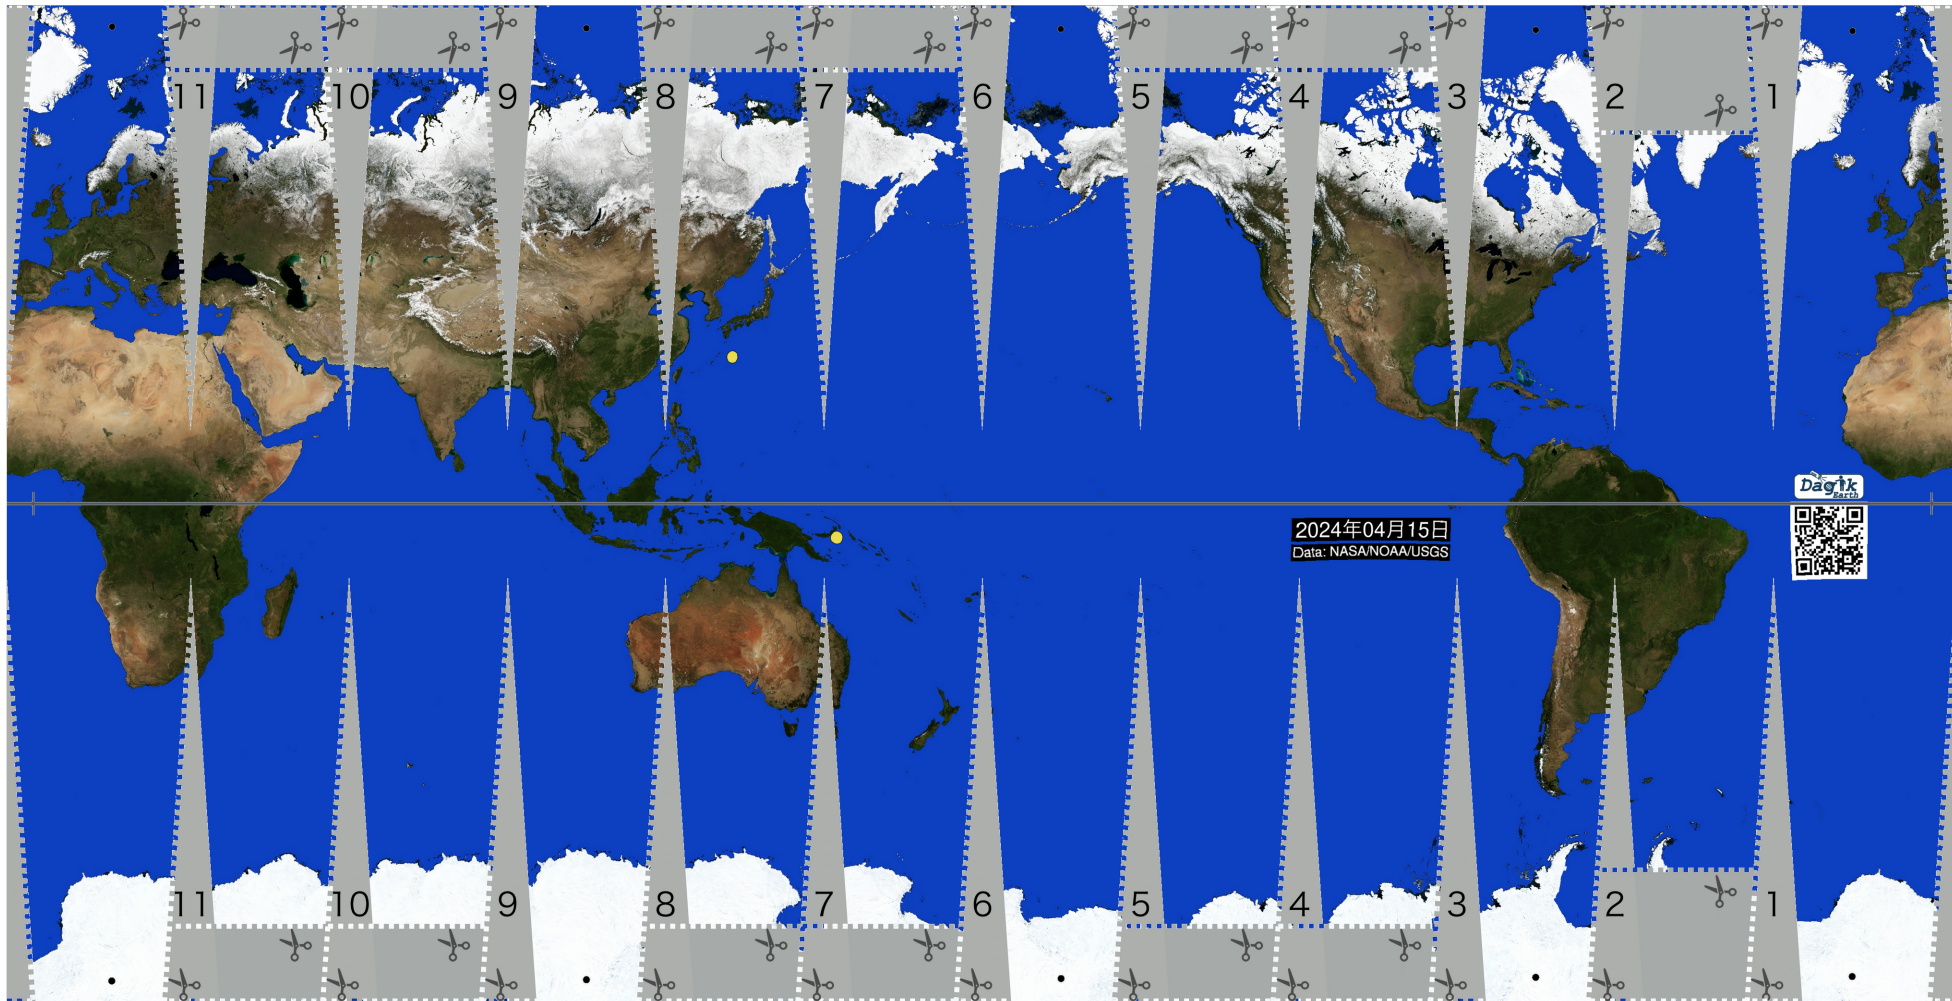 11 10 9 8 7 6 5 4 3 2 1
Dagik
Earth
2024年04月15日
Data: NASA/NOAA/USGS
11 10 9 8 7 6 5 4 3 2 1